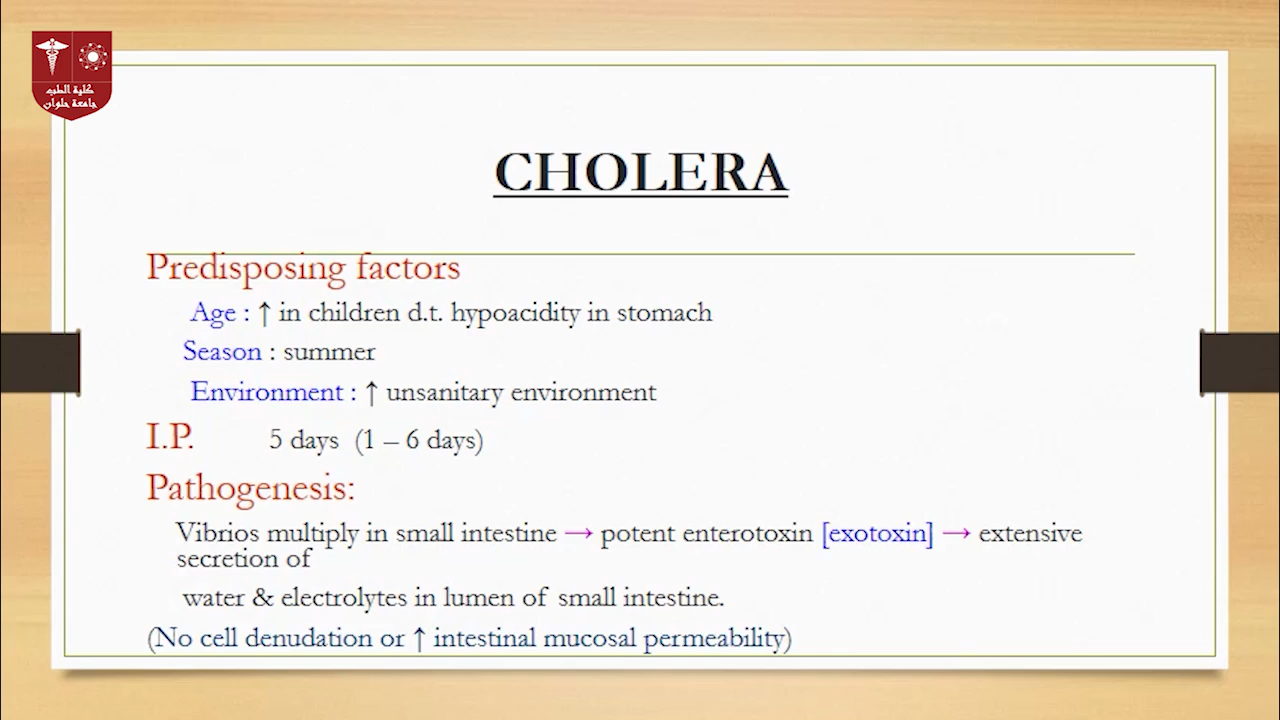 كلية الطب
جامعة حلوان
CHOLERA
Predisposing factors
Age : ↑ in children d.t. hypoacidity in stomach
Season : summer
Environment : ↑ unsanitary environment
I.P. 5 days (1 – 6 days)
Pathogenesis:
Vibrios multiply in small intestine → potent enterotoxin [exotoxin] → extensive
secretion of
water & electrolytes in lumen of small intestine.
(No cell denudation or ↑ intestinal mucosal permeability)